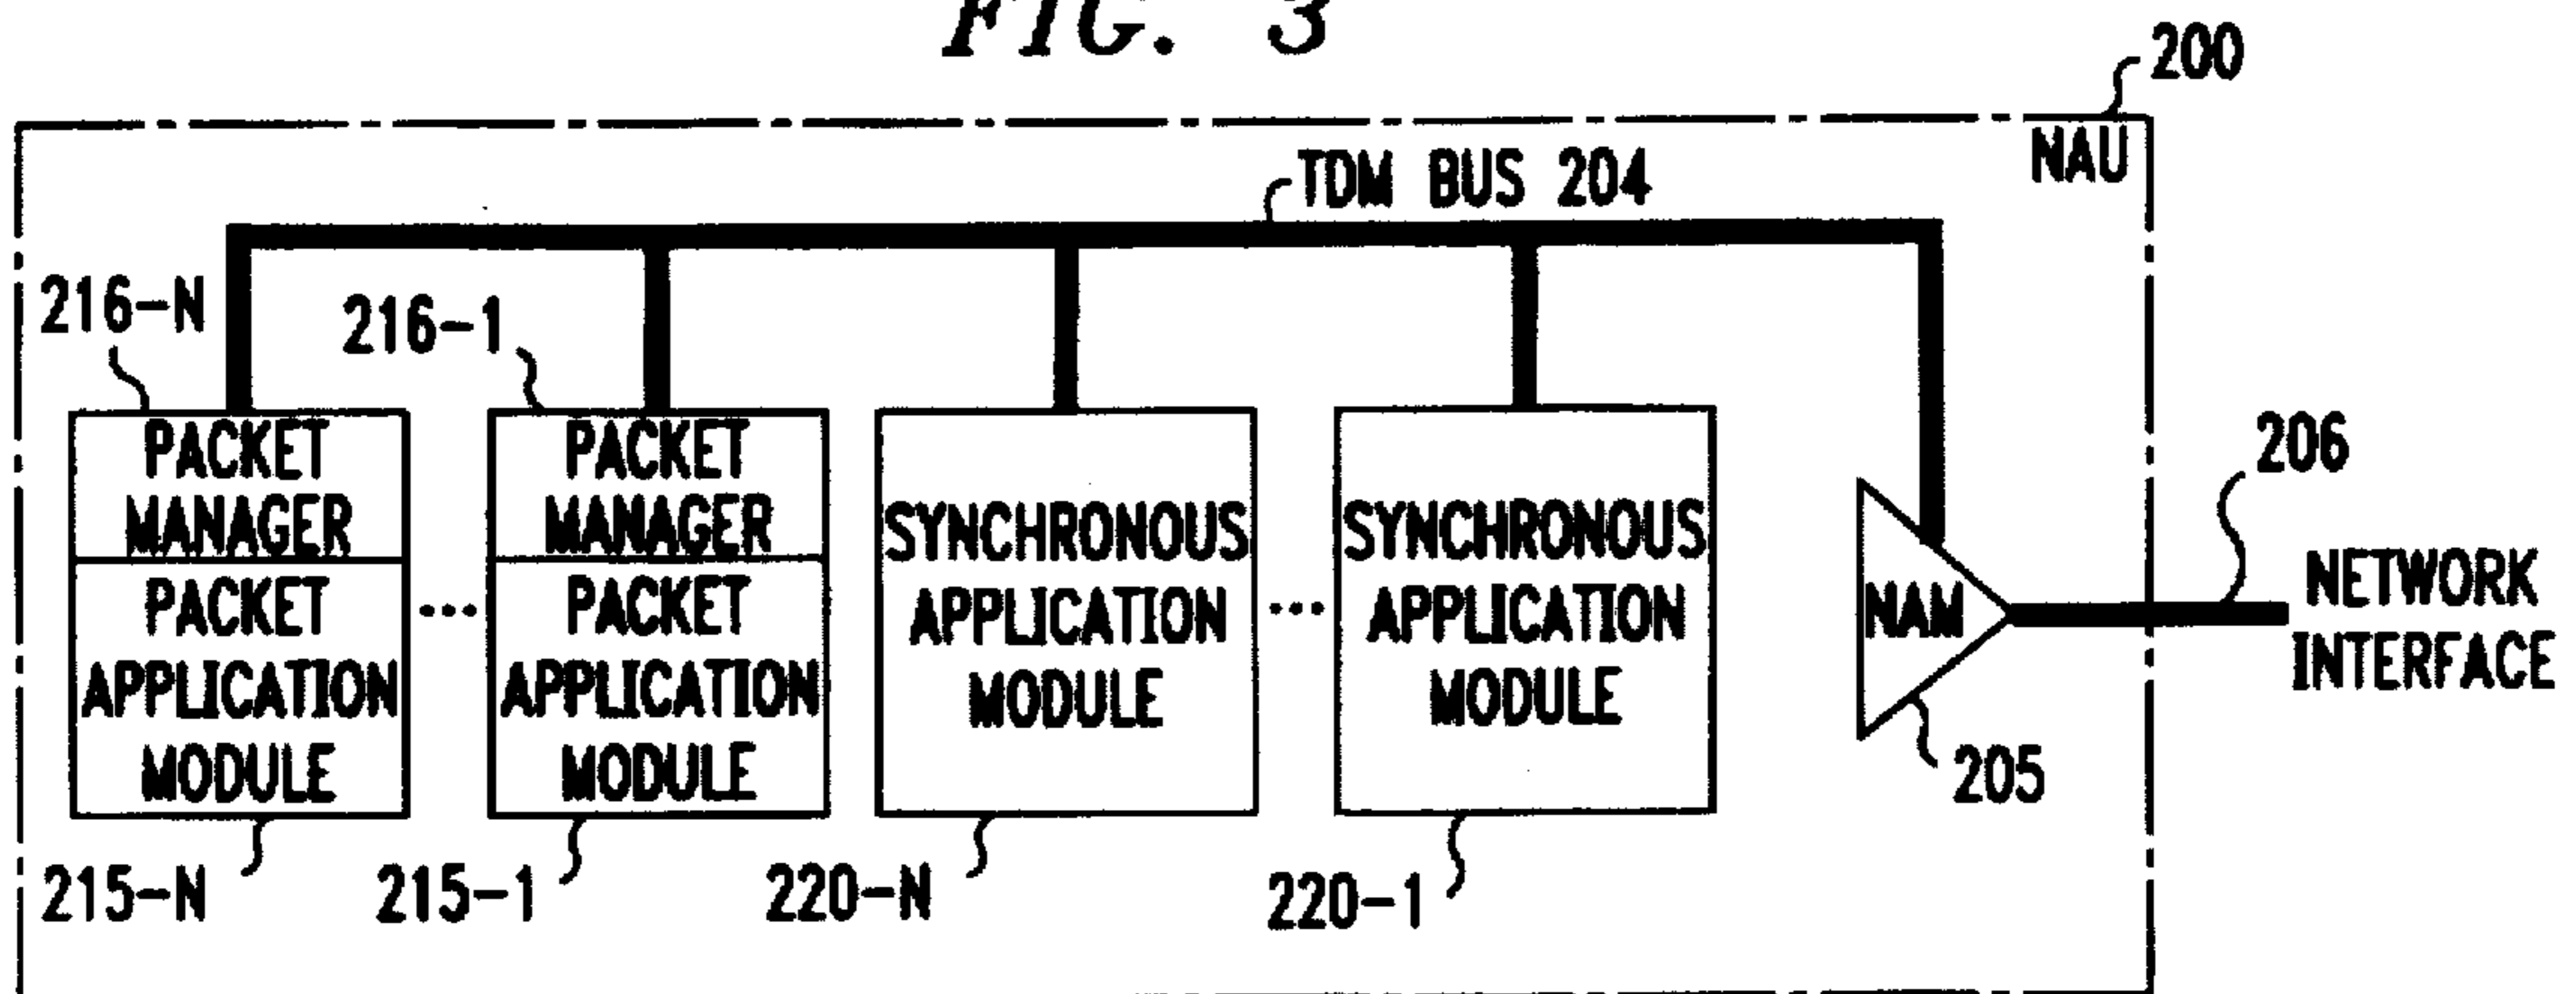 FIG. 3
200
NAU
TDM BUS 204
216-N
216-1
PACKET
MANAGER
PACKET
APPLICATION
MODULE
...
PACKET
MANAGER
PACKET
APPLICATION
MODULE
SYNCHRONOUS
APPLICATION
MODULE
...
SYNCHRONOUS
APPLICATION
MODULE
NAM
206
NETWORK
INTERFACE
205
215-N
215-1
220-N
220-1